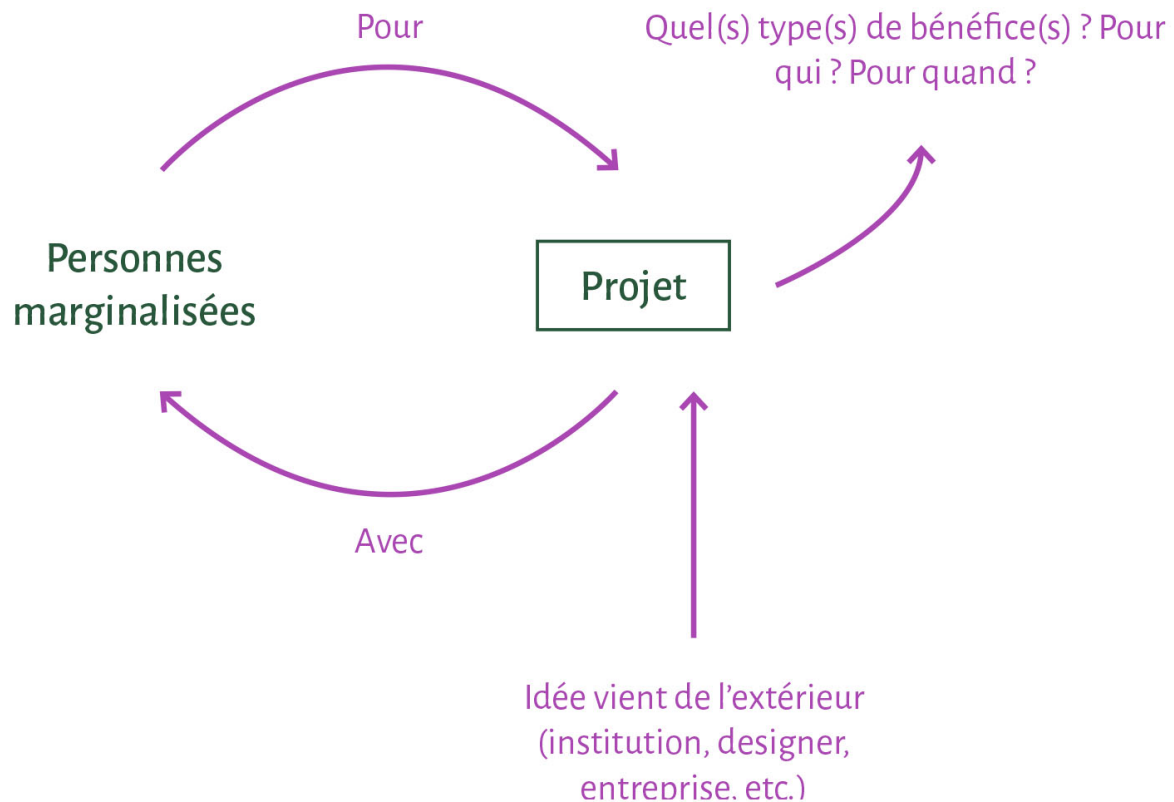 Pour
Quel(s) type(s) de bénéfice(s) ? Pour
qui ? Pour quand ?
Personnes
marginalisées
Projet
Avec
Idée vient de l'extérieur
(institution, designer,
entreprise, etc.)